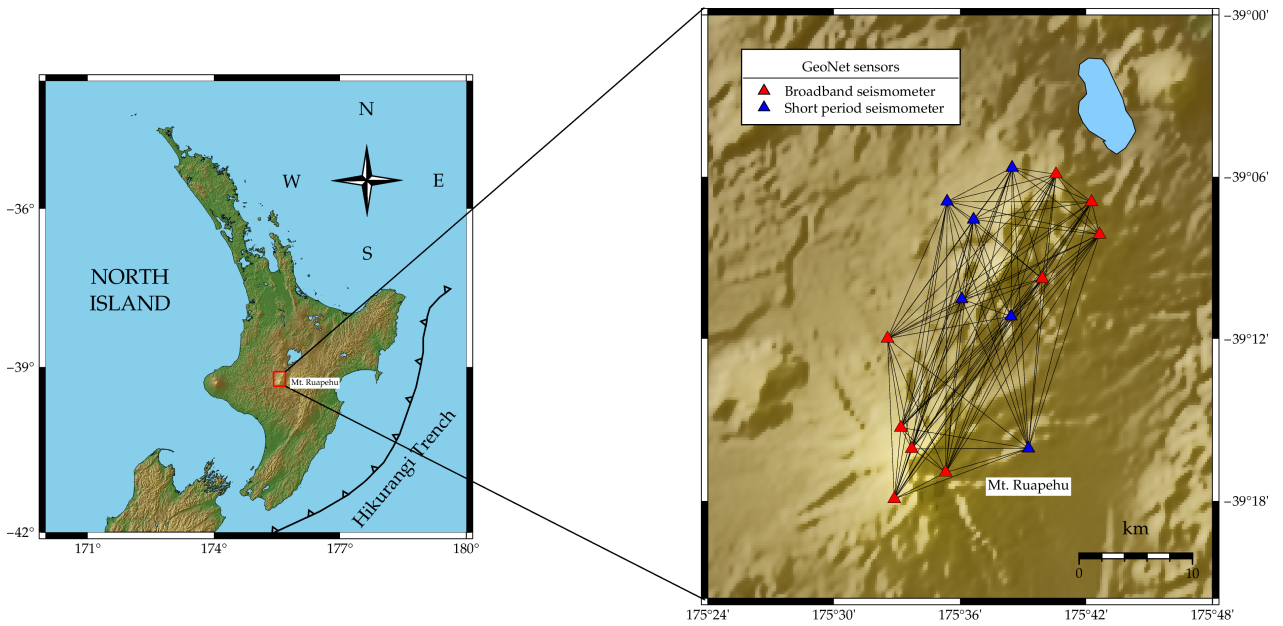 N
W
E
S
NORTH
ISLAND
Mt. Ruapehu
Hikurangi Trench
−36°
−39°
−42°
171°
174°
177°
180°
GeoNet sensors
Broadband seismometer
Short period seismometer
Mt. Ruapehu
km
0
10
−39°00'
−39°06'
−39°12'
−39°18'
175°24'
175°30'
175°36'
175°42'
175°48'